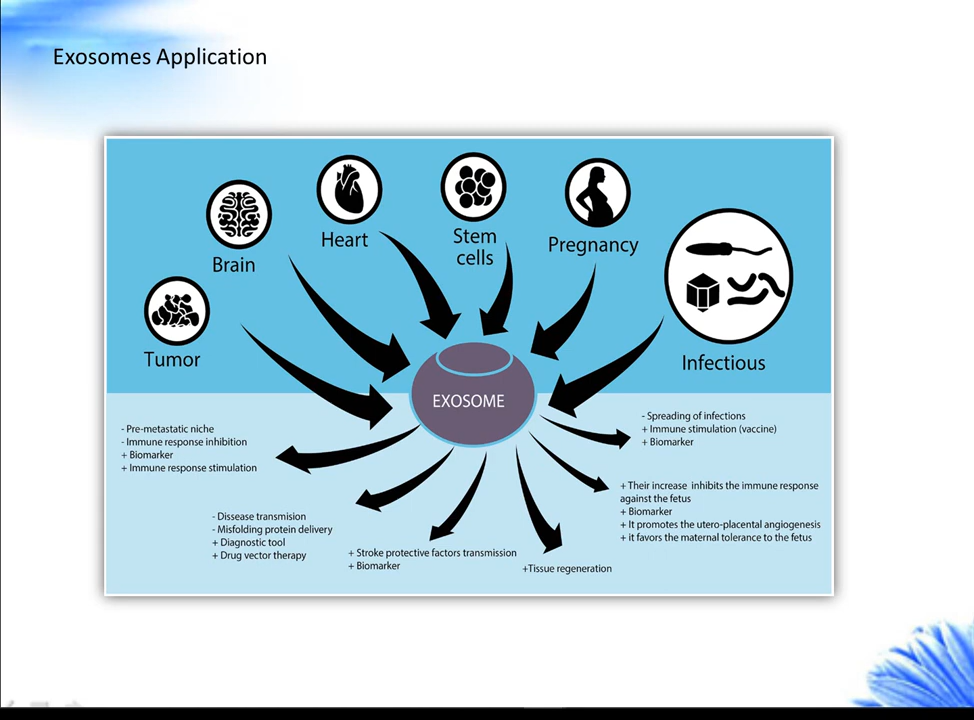 Exosomes Application
Brain
Heart
Stem
cells
Pregnancy
Tumor
Infectious
EXOSOME
- Pre-metastatic niche
- Immune response inhibition
+ Biomarker
+ Immune response stimulation
- Dissease transmision
- Misfolding protein delivery
+ Diagnostic tool
+ Drug vector therapy
+ Stroke protective factors transmission
+ Biomarker
+Tissue regeneration
- Spreading of infections
+ Immune stimulation (vaccine)
+ Biomarker
+ Their increase inhibits the immune response
against the fetus
+ Biomarker
+ It promotes the utero-placental angiogenesis
+ it favors the maternal tolerance to the fetus